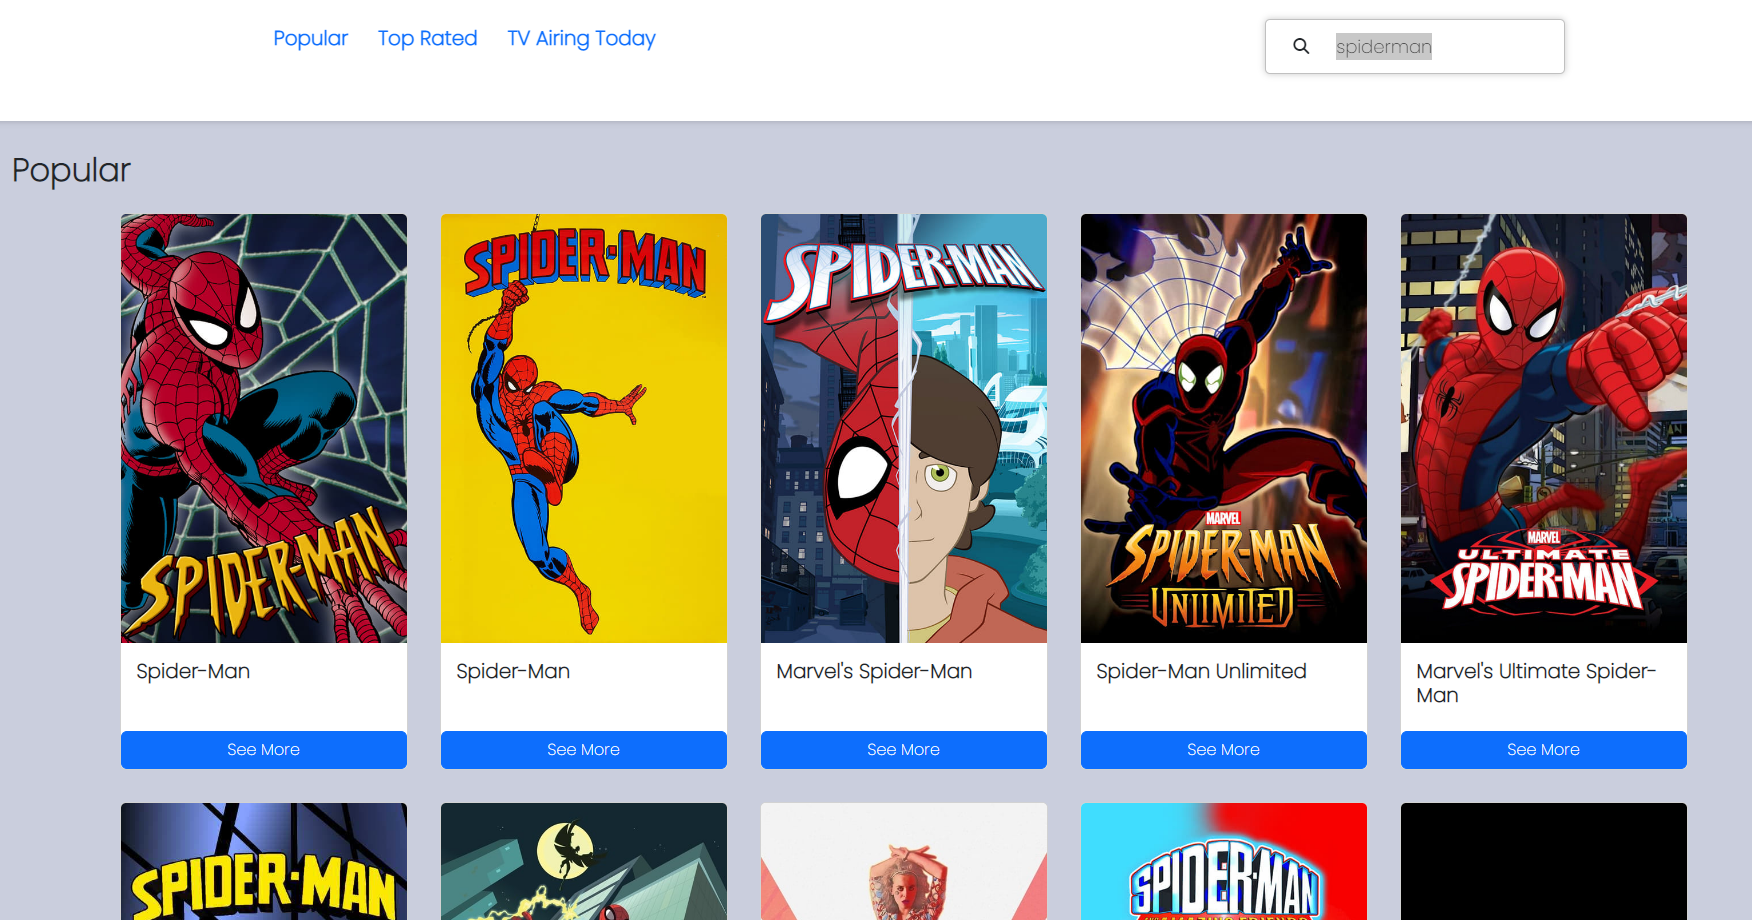 Popular Top Rated TV Airing Today
spiderman
Popular
SPIDER-MAN
SPIDER-MAN
SPIDER-MAN
MARVEL
SPIDER-MAN
UNLIMITED
MARVEL
ULTIMATE
SPIDER-MAN
Spider-Man
Spider-Man
Marvel's Spider-Man
Spider-Man Unlimited
Marvel's Ultimate Spider-
Man
See More
See More
See More
See More
See More
SPIDER-MAN
SPIDER-MAN